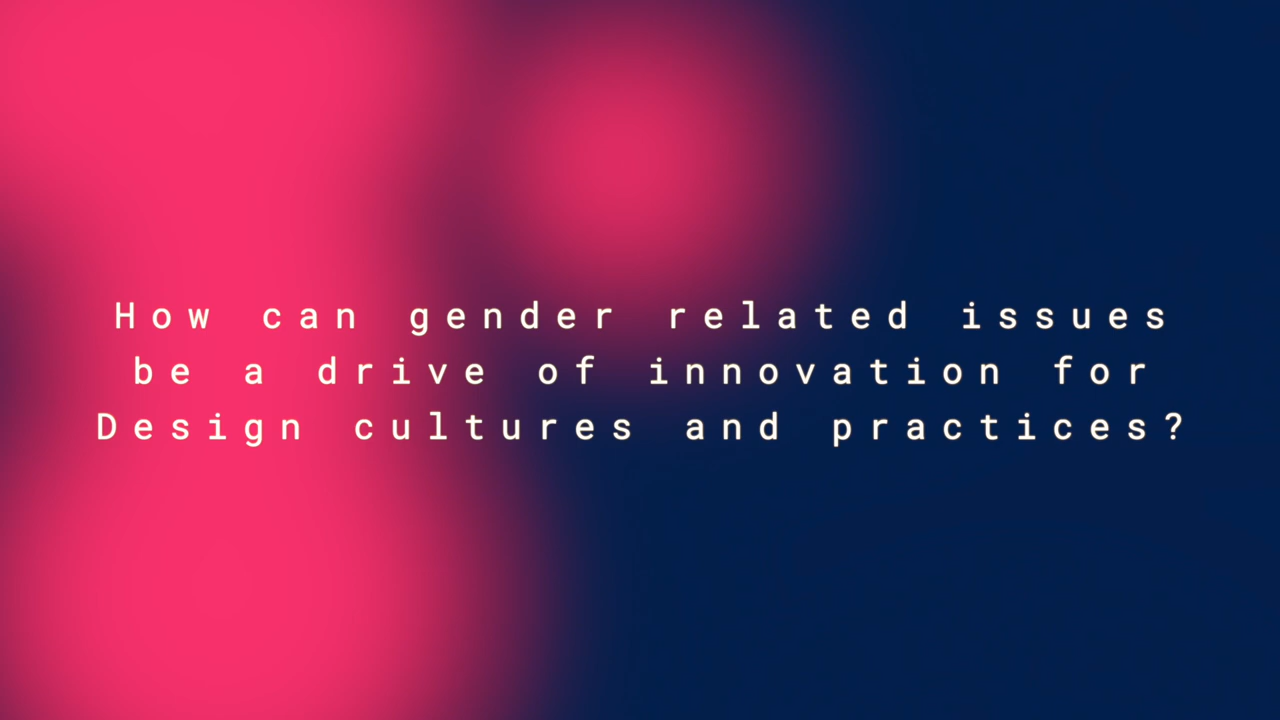 How can gender related issues
be a drive of innovation for
Design cultures and practices?